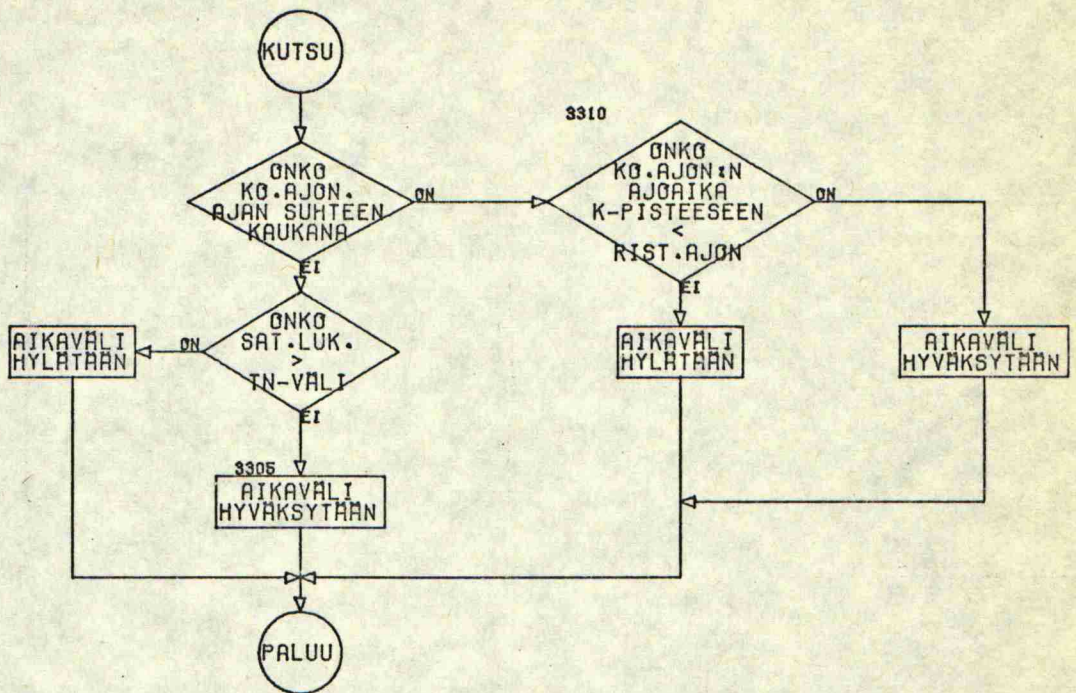 KUTSU
ONKO
KO.AJON.
AJAN SUHTEEN
KAUKANA
ON
EI
3310
ONKO
KO.AJON:N
AJOAIKA
K-PISTEESEEN
<
RIST.AJON
ON
EI
ONKO
SAT.LUK.
>
TN-VÄLI
ON
EI
AIKAVÄLI
HYLÄTÄÄN
AIKAVÄLI
HYLÄTÄÄN
AIKAVÄLI
HYVÄKSYTÄÄN
3305
AIKAVÄLI
HYVÄKSYTÄÄN
PALUU